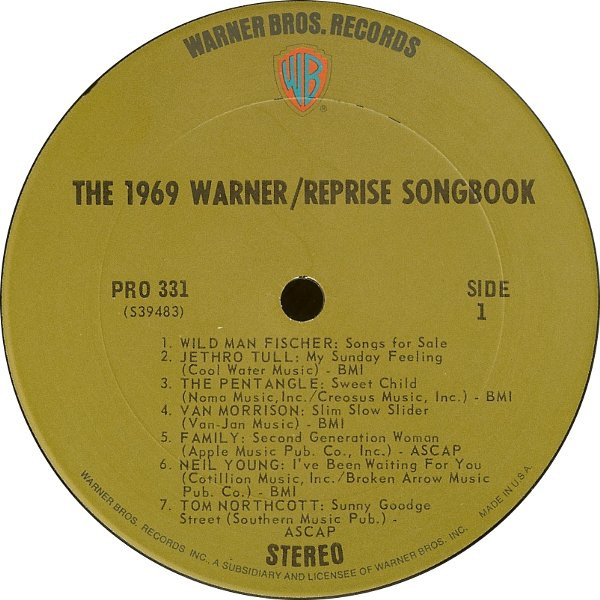 WARNER BROS. RECORDS
WB
®
THE 1969 WARNER/REPRISE SONGBOOK
PRO 331
(S39483)
SIDE
1
1. WILD MAN FISCHER: Songs for Sale
2. JETHRO TULL: My Sunday Feeling
(Cool Water Music) - BMI
3. THE PENTANGLE: Sweet Child
(Noma Music, Inc./Creosus Music, Inc.) - BMI
4. VAN MORRISON: Slim Slow Slider
(Van-Jan Music) - BMI
5. FAMILY: Second Generation Woman
(Apple Music Pub. Co., Inc.) - ASCAP
6. NEIL YOUNG: I've Been Waiting For You
(Cotillion Music, Inc./Broken Arrow Music
Pub. Co.) - BMI
7. TOM NORTHCOTT: Sunny Goodge
Street (Southern Music Pub.) -
ASCAP
STEREO
WARNER BROS. RECORDS INC., A SUBSIDIARY AND LICENSEE OF WARNER BROS. INC. MADE IN U.S.A.